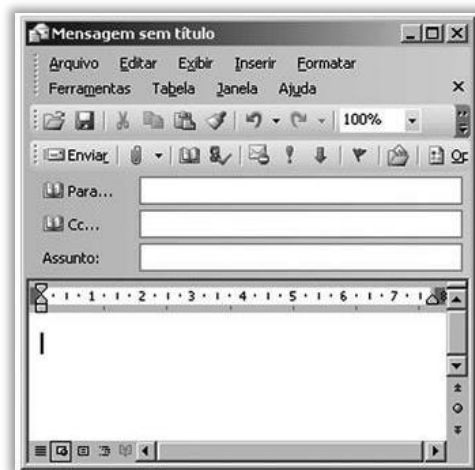 Mensagem sem título
Arquivo Editar Exibir Inserir Formatar
Ferramentas Tabela Janela Ajuda
100%
Enviar
Para...
Cc...
Assunto:
1 2 3 4 5 6 7 8